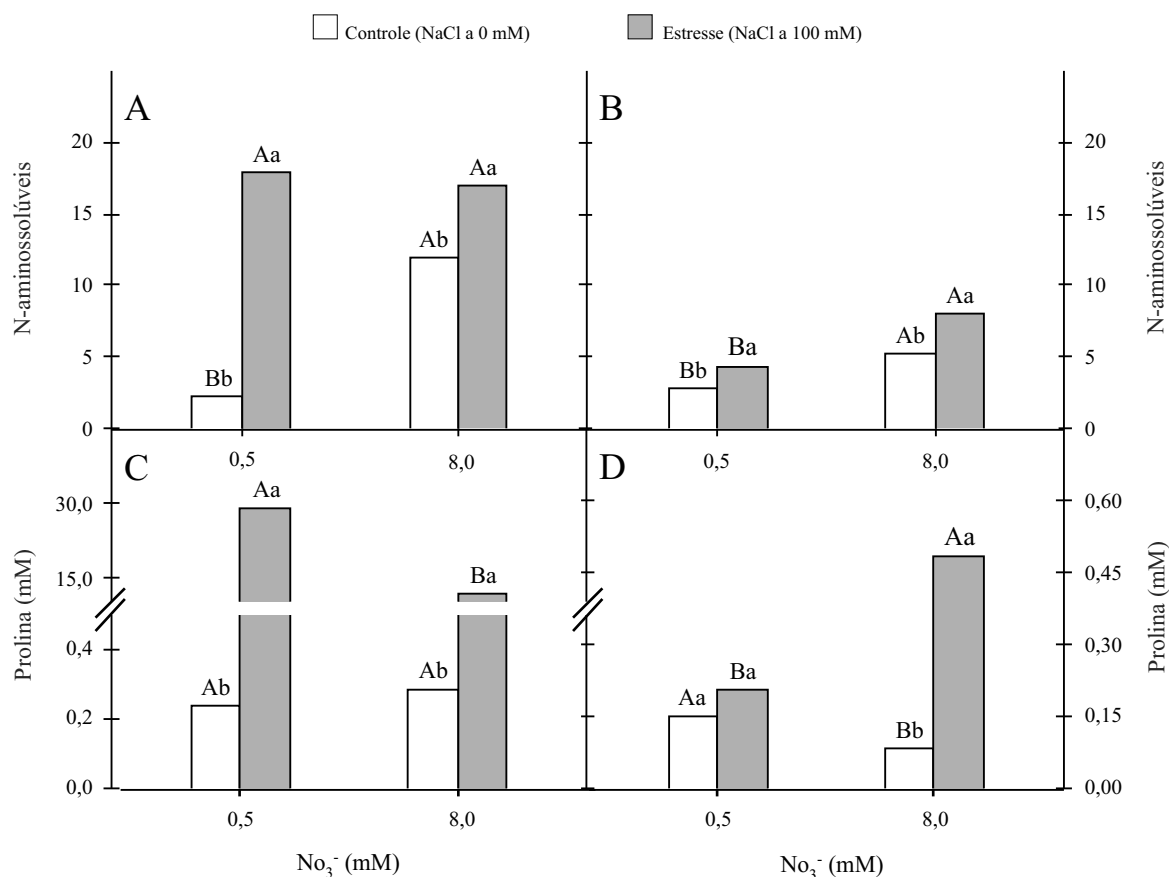 Controle (NaCl a 0 mM) Estresse (NaCl a 100 mM)
A
N-aminossolúveis
20
15
10
5
0
Bb Aa Ab Aa
0,5 8,0
B
Bb Ba Ab Aa
0,5 8,0
20
15
10
5
0
N-aminossolúveis
C
Prolina (mM)
30,0
15,0
0,4
0,2
0,0
Ab Aa Ab Ba
0,5 8,0
No₃⁻ (mM)
D
Aa Ba Bb Aa
0,5 8,0
No₃⁻ (mM)
0,60
0,45
0,30
0,15
0,00
Prolina (mM)